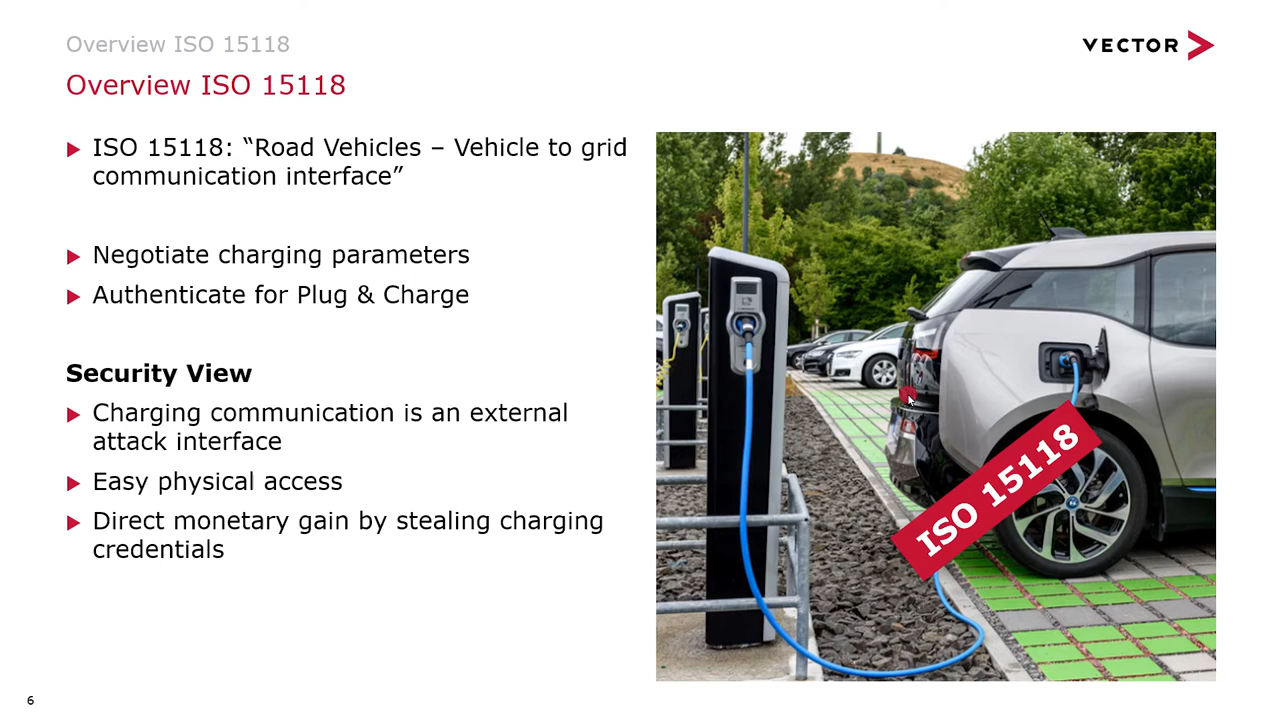 Overview ISO 15118
VECTOR
Overview ISO 15118
ISO 15118: “Road Vehicles – Vehicle to grid
communication interface”
Negotiate charging parameters
Authenticate for Plug & Charge
Security View
Charging communication is an external
attack interface
Easy physical access
Direct monetary gain by stealing charging
credentials
ISO 15118
6